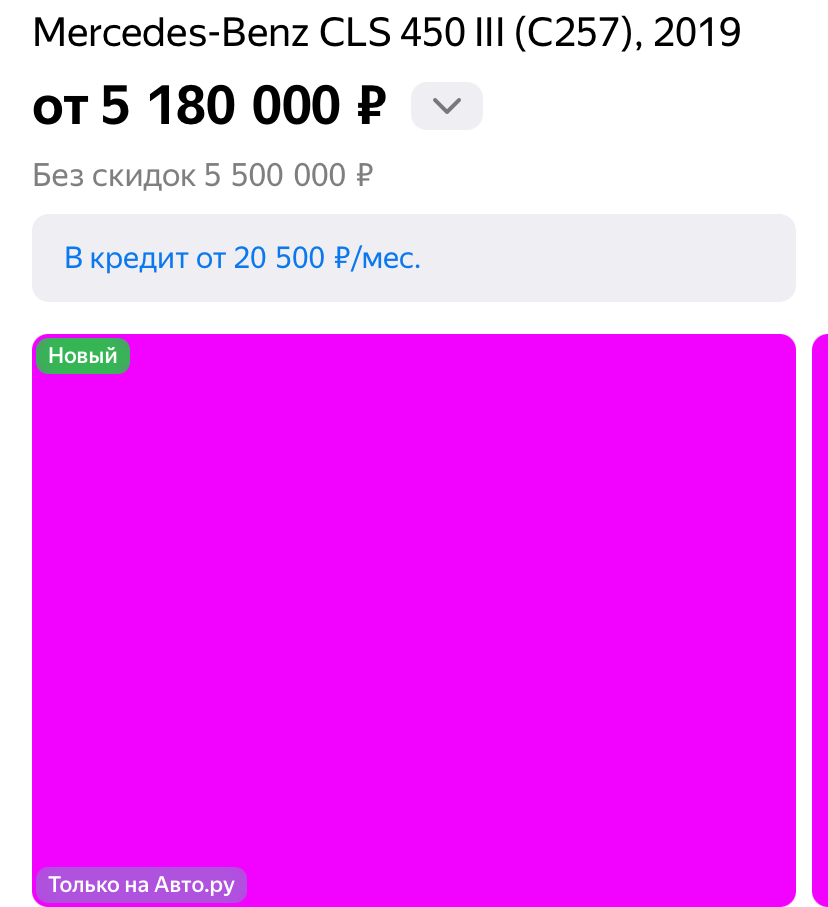 Mercedes-Benz CLS 450 III (C257), 2019
от 5 180 000 ₽
Без скидок 5 500 000 ₽
В кредит от 20 500 ₽/мес.
Новый
Только на Авто.ру